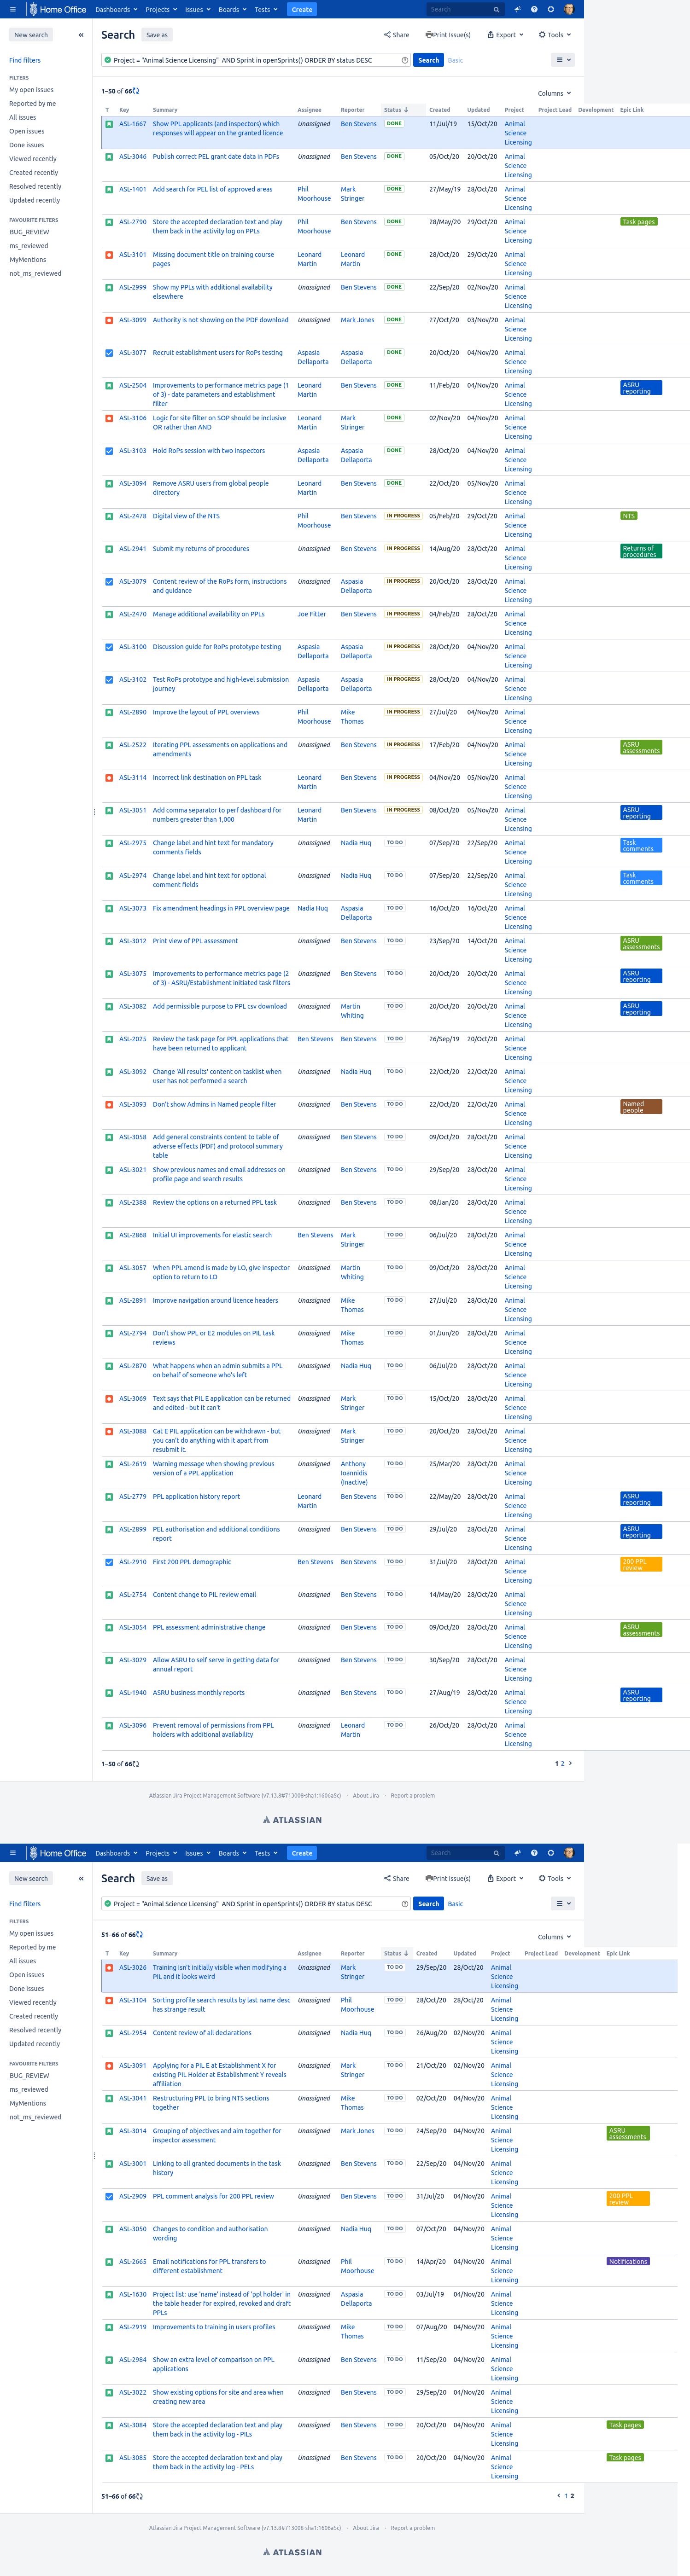 Home Office Dashboards Projects Issues Boards Tests Create Search
New search
Search Save as Share Print Issue(s) Export Tools
Find filters
Project = "Animal Science Licensing" AND Sprint in openSprints() ORDER BY status DESC Search Basic
FILTERS
My open issues
Reported by me
All issues
Open issues
Done issues
Viewed recently
Created recently
Resolved recently
Updated recently
FAVOURITE FILTERS
BUG_REVIEW
ms_reviewed
MyMentions
not_ms_reviewed
1–50 of 66 Columns
T Key Summary Assignee Reporter Status Created Updated Project Project Lead Development Epic Link
ASL-1667 Show PPL applicants (and inspectors) which responses will appear on the granted licence Unassigned Ben Stevens DONE 11/Jul/19 15/Oct/20 Animal Science Licensing
ASL-3046 Publish correct PEL grant date data in PDFs Unassigned Ben Stevens DONE 05/Oct/20 20/Oct/20 Animal Science Licensing
ASL-1401 Add search for PEL list of approved areas Phil Moorhouse Mark Stringer DONE 27/May/19 28/Oct/20 Animal Science Licensing
ASL-2790 Store the accepted declaration text and play them back in the activity log on PPLs Phil Moorhouse Ben Stevens DONE 28/May/20 29/Oct/20 Animal Science Licensing Task pages
ASL-3101 Missing document title on training course pages Leonard Martin Leonard Martin DONE 28/Oct/20 29/Oct/20 Animal Science Licensing
ASL-2999 Show my PPLs with additional availability elsewhere Unassigned Ben Stevens DONE 22/Sep/20 02/Nov/20 Animal Science Licensing
ASL-3099 Authority is not showing on the PDF download Unassigned Mark Jones DONE 27/Oct/20 03/Nov/20 Animal Science Licensing
ASL-3077 Recruit establishment users for RoPs testing Aspasia Dellaporta Aspasia Dellaporta DONE 20/Oct/20 04/Nov/20 Animal Science Licensing
ASL-2504 Improvements to performance metrics page (1 of 3) - date parameters and establishment filter Leonard Martin Ben Stevens DONE 11/Feb/20 04/Nov/20 Animal Science Licensing ASRU reporting
ASL-3106 Logic for site filter on SOP should be inclusive OR rather than AND Leonard Martin Mark Stringer DONE 02/Nov/20 04/Nov/20 Animal Science Licensing
ASL-3103 Hold RoPs session with two inspectors Aspasia Dellaporta Aspasia Dellaporta DONE 28/Oct/20 04/Nov/20 Animal Science Licensing
ASL-3094 Remove ASRU users from global people directory Leonard Martin Ben Stevens DONE 22/Oct/20 05/Nov/20 Animal Science Licensing
ASL-2478 Digital view of the NTS Phil Moorhouse Ben Stevens IN PROGRESS 05/Feb/20 29/Oct/20 Animal Science Licensing NTS
ASL-2941 Submit my returns of procedures Unassigned Ben Stevens IN PROGRESS 14/Aug/20 28/Oct/20 Animal Science Licensing Returns of procedures
ASL-3079 Content review of the RoPs form, instructions and guidance Unassigned Aspasia Dellaporta IN PROGRESS 20/Oct/20 28/Oct/20 Animal Science Licensing
ASL-2470 Manage additional availability on PPLs Joe Fitter Ben Stevens IN PROGRESS 04/Feb/20 28/Oct/20 Animal Science Licensing
ASL-3100 Discussion guide for RoPs prototype testing Aspasia Dellaporta Aspasia Dellaporta IN PROGRESS 28/Oct/20 04/Nov/20 Animal Science Licensing
ASL-3102 Test RoPs prototype and high-level submission journey Aspasia Dellaporta Aspasia Dellaporta IN PROGRESS 28/Oct/20 04/Nov/20 Animal Science Licensing
ASL-2890 Improve the layout of PPL overviews Phil Moorhouse Mike Thomas IN PROGRESS 27/Jul/20 04/Nov/20 Animal Science Licensing
ASL-2522 Iterating PPL assessments on applications and amendments Unassigned Ben Stevens IN PROGRESS 17/Feb/20 04/Nov/20 Animal Science Licensing ASRU assessments
ASL-3114 Incorrect link destination on PPL task Leonard Martin Ben Stevens IN PROGRESS 04/Nov/20 05/Nov/20 Animal Science Licensing
ASL-3051 Add comma separator to perf dashboard for numbers greater than 1,000 Leonard Martin Ben Stevens IN PROGRESS 08/Oct/20 05/Nov/20 Animal Science Licensing ASRU reporting
ASL-2975 Change label and hint text for mandatory comments fields Unassigned Nadia Huq TO DO 07/Sep/20 22/Sep/20 Animal Science Licensing Task comments
ASL-2974 Change label and hint text for optional comment fields Unassigned Nadia Huq TO DO 07/Sep/20 22/Sep/20 Animal Science Licensing Task comments
ASL-3073 Fix amendment headings in PPL overview page Nadia Huq Aspasia Dellaporta TO DO 16/Oct/20 16/Oct/20 Animal Science Licensing
ASL-3012 Print view of PPL assessment Unassigned Ben Stevens TO DO 23/Sep/20 14/Oct/20 Animal Science Licensing ASRU assessments
ASL-3075 Improvements to performance metrics page (2 of 3) - ASRU/Establishment initiated task filters Unassigned Ben Stevens TO DO 20/Oct/20 20/Oct/20 Animal Science Licensing ASRU reporting
ASL-3082 Add permissible purpose to PPL csv download Unassigned Martin Whiting TO DO 20/Oct/20 20/Oct/20 Animal Science Licensing ASRU reporting
ASL-2025 Review the task page for PPL applications that have been returned to applicant Ben Stevens Ben Stevens TO DO 26/Sep/19 20/Oct/20 Animal Science Licensing
ASL-3092 Change 'All results' content on tasklist when user has not performed a search Unassigned Nadia Huq TO DO 22/Oct/20 22/Oct/20 Animal Science Licensing
ASL-3093 Don't show Admins in Named people filter Unassigned Ben Stevens TO DO 22/Oct/20 22/Oct/20 Animal Science Licensing Named people
ASL-3058 Add general constraints content to table of adverse effects (PDF) and protocol summary table Unassigned Ben Stevens TO DO 09/Oct/20 28/Oct/20 Animal Science Licensing
ASL-3021 Show previous names and email addresses on profile page and search results Unassigned Ben Stevens TO DO 29/Sep/20 28/Oct/20 Animal Science Licensing
ASL-2388 Review the options on a returned PPL task Unassigned Ben Stevens TO DO 08/Jan/20 28/Oct/20 Animal Science Licensing
ASL-2868 Initial UI improvements for elastic search Ben Stevens Mark Stringer TO DO 06/Jul/20 28/Oct/20 Animal Science Licensing
ASL-3057 When PPL amend is made by LO, give inspector option to return to LO Unassigned Martin Whiting TO DO 09/Oct/20 28/Oct/20 Animal Science Licensing
ASL-2891 Improve navigation around licence headers Unassigned Mike Thomas TO DO 27/Jul/20 28/Oct/20 Animal Science Licensing
ASL-2794 Don't show PPL or E2 modules on PIL task reviews Unassigned Mike Thomas TO DO 01/Jun/20 28/Oct/20 Animal Science Licensing
ASL-2870 What happens when an admin submits a PPL on behalf of someone who's left Unassigned Nadia Huq TO DO 06/Jul/20 28/Oct/20 Animal Science Licensing
ASL-3069 Text says that PIL E application can be returned and edited - but it can't Unassigned Mark Stringer TO DO 15/Oct/20 28/Oct/20 Animal Science Licensing
ASL-3088 Cat E PIL application can be withdrawn - but you can't do anything with it apart from resubmit it. Unassigned Mark Stringer TO DO 20/Oct/20 28/Oct/20 Animal Science Licensing
ASL-2619 Warning message when showing previous version of a PPL application Unassigned Anthony Ioannidis (Inactive) TO DO 25/Mar/20 28/Oct/20 Animal Science Licensing
ASL-2779 PPL application history report Leonard Martin Ben Stevens TO DO 22/May/20 28/Oct/20 Animal Science Licensing ASRU reporting
ASL-2899 PEL authorisation and additional conditions report Unassigned Ben Stevens TO DO 29/Jul/20 28/Oct/20 Animal Science Licensing ASRU reporting
ASL-2910 First 200 PPL demographic Ben Stevens Ben Stevens TO DO 31/Jul/20 28/Oct/20 Animal Science Licensing 200 PPL review
ASL-2754 Content change to PIL review email Unassigned Ben Stevens TO DO 14/May/20 28/Oct/20 Animal Science Licensing
ASL-3054 PPL assessment administrative change Unassigned Ben Stevens TO DO 09/Oct/20 28/Oct/20 Animal Science Licensing ASRU assessments
ASL-3029 Allow ASRU to self serve in getting data for annual report Unassigned Ben Stevens TO DO 30/Sep/20 28/Oct/20 Animal Science Licensing
ASL-1940 ASRU business monthly reports Unassigned Ben Stevens TO DO 27/Aug/19 28/Oct/20 Animal Science Licensing ASRU reporting
ASL-3096 Prevent removal of permissions from PPL holders with additional availability Unassigned Leonard Martin TO DO 26/Oct/20 28/Oct/20 Animal Science Licensing
1–50 of 66 1 2
Atlassian Jira Project Management Software (v7.13.8#713008-sha1:1606a5c) · About Jira · Report a problem
ATLASSIAN
Home Office Dashboards Projects Issues Boards Tests Create Search
New search
Search Save as Share Print Issue(s) Export Tools
Find filters
Project = "Animal Science Licensing" AND Sprint in openSprints() ORDER BY status DESC Search Basic
FILTERS
My open issues
Reported by me
All issues
Open issues
Done issues
Viewed recently
Created recently
Resolved recently
Updated recently
FAVOURITE FILTERS
BUG_REVIEW
ms_reviewed
MyMentions
not_ms_reviewed
51–66 of 66 Columns
T Key Summary Assignee Reporter Status Created Updated Project Project Lead Development Epic Link
ASL-3026 Training isn't initially visible when modifying a PIL and it looks weird Unassigned Mark Stringer TO DO 29/Sep/20 28/Oct/20 Animal Science Licensing
ASL-3104 Sorting profile search results by last name desc has strange result Unassigned Phil Moorhouse TO DO 28/Oct/20 28/Oct/20 Animal Science Licensing
ASL-2954 Content review of all declarations Unassigned Nadia Huq TO DO 26/Aug/20 02/Nov/20 Animal Science Licensing
ASL-3091 Applying for a PIL E at Establishment X for existing PIL Holder at Establishment Y reveals affiliation Unassigned Mark Stringer TO DO 21/Oct/20 02/Nov/20 Animal Science Licensing
ASL-3041 Restructuring PPL to bring NTS sections together Unassigned Mike Thomas TO DO 02/Oct/20 04/Nov/20 Animal Science Licensing
ASL-3014 Grouping of objectives and aim together for inspector assessment Unassigned Mark Jones TO DO 24/Sep/20 04/Nov/20 Animal Science Licensing ASRU assessments
ASL-3001 Linking to all granted documents in the task history Unassigned Ben Stevens TO DO 22/Sep/20 04/Nov/20 Animal Science Licensing
ASL-2909 PPL comment analysis for 200 PPL review Unassigned Ben Stevens TO DO 31/Jul/20 04/Nov/20 Animal Science Licensing 200 PPL review
ASL-3050 Changes to condition and authorisation wording Unassigned Nadia Huq TO DO 07/Oct/20 04/Nov/20 Animal Science Licensing
ASL-2665 Email notifications for PPL transfers to different establishment Unassigned Phil Moorhouse TO DO 14/Apr/20 04/Nov/20 Animal Science Licensing Notifications
ASL-1630 Project list: use 'name' instead of 'ppl holder' in the table header for expired, revoked and draft PPLs Unassigned Aspasia Dellaporta TO DO 03/Jul/19 04/Nov/20 Animal Science Licensing
ASL-2919 Improvements to training in users profiles Unassigned Mike Thomas TO DO 07/Aug/20 04/Nov/20 Animal Science Licensing
ASL-2984 Show an extra level of comparison on PPL applications Unassigned Ben Stevens TO DO 11/Sep/20 04/Nov/20 Animal Science Licensing
ASL-3022 Show existing options for site and area when creating new area Unassigned Ben Stevens TO DO 29/Sep/20 04/Nov/20 Animal Science Licensing
ASL-3084 Store the accepted declaration text and play them back in the activity log - PILs Unassigned Ben Stevens TO DO 20/Oct/20 04/Nov/20 Animal Science Licensing Task pages
ASL-3085 Store the accepted declaration text and play them back in the activity log - PELs Unassigned Ben Stevens TO DO 20/Oct/20 04/Nov/20 Animal Science Licensing Task pages
51–66 of 66 1 2
Atlassian Jira Project Management Software (v7.13.8#713008-sha1:1606a5c) · About Jira · Report a problem
ATLASSIAN